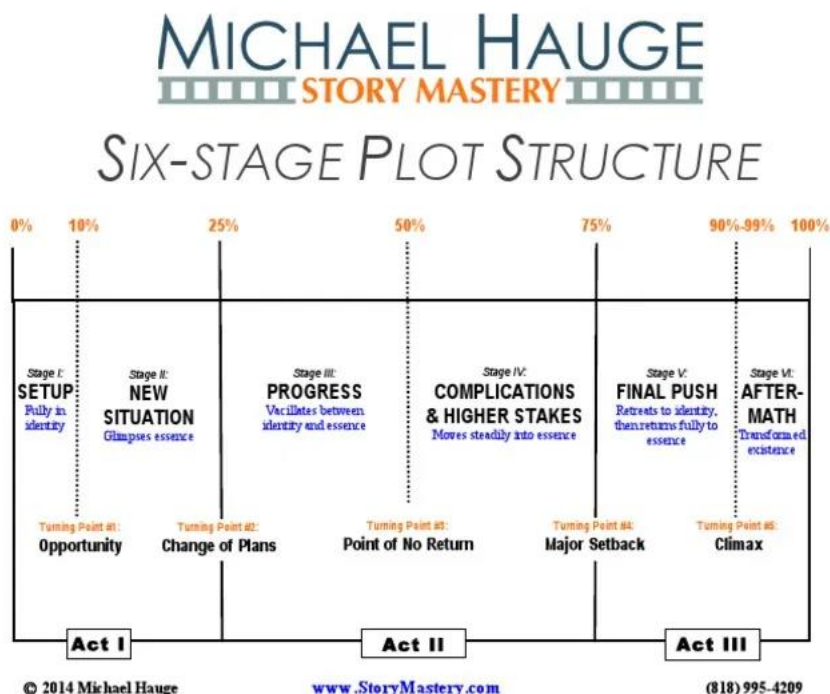 MICHAEL HAUGE
STORY MASTERY
SIX-STAGE PLOT STRUCTURE
0% 10% 25% 50% 75% 90%-99% 100%
Stage I:
SETUP
Fully in
identity
Stage II:
NEW
SITUATION
Glimpses essence
Stage III:
PROGRESS
Vacillates between
identity and essence
Stage IV:
COMPLICATIONS
& HIGHER STAKES
Moves steadily into essence
Stage V:
FINAL PUSH
Retreats to identity,
then returns fully to
essence
Stage VI:
AFTER-
MATH
Transformed
existence
Turning Point #1:
Opportunity
Turning Point #2:
Change of Plans
Turning Point #3:
Point of No Return
Turning Point #4:
Major Setback
Turning Point #5:
Climax
Act I
Act II
Act III
© 2014 Michael Hauge
www.StoryMastery.com
(818) 995-4209